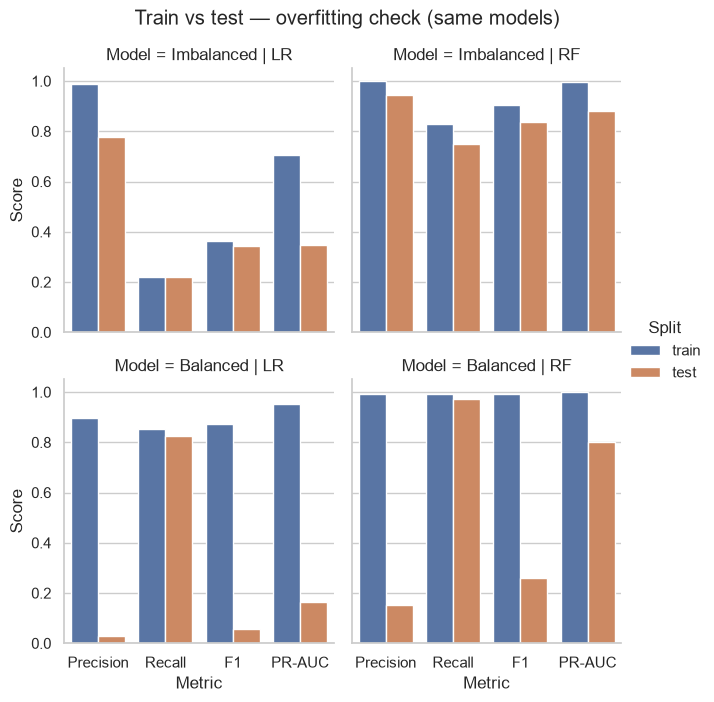 Train vs test — overfitting check (same models)
Model = Imbalanced | LR
Model = Imbalanced | RF
1.0
0.8
0.6
0.4
0.2
0.0
Score
Split
train
test
Model = Balanced | LR
Model = Balanced | RF
1.0
0.8
0.6
0.4
0.2
0.0
Score
Precision Recall F1 PR-AUC
Precision Recall F1 PR-AUC
Metric
Metric